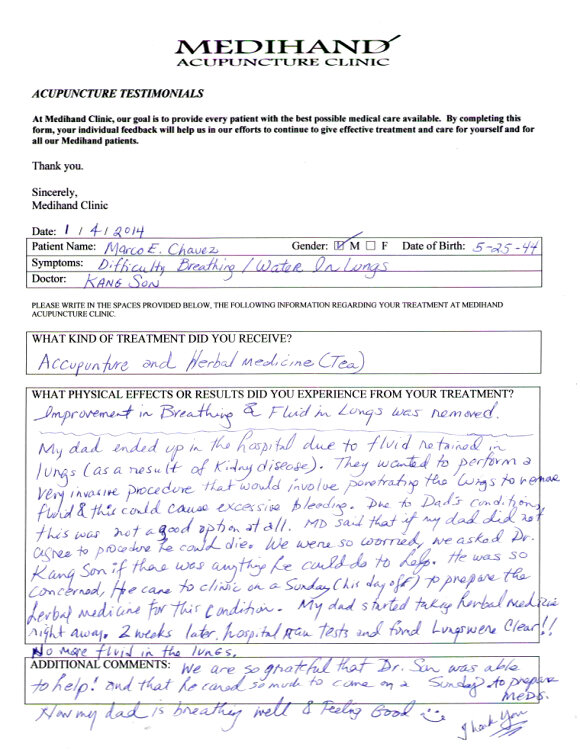 MEDIHAND
ACUPUNCTURE CLINIC
ACUPUNCTURE TESTIMONIALS
At Medihand Clinic, our goal is to provide every patient with the best possible medical care available. By completing this
form, your individual feedback will help us in our efforts to continue to give effective treatment and care for yourself and for
all our Medihand patients.
Thank you.
Sincerely,
Medihand Clinic
Date: 1 / 4 / 2014
Patient Name: Marco E. Chavez Gender: ☑ M ☐ F Date of Birth: 5-25-44
Symptoms: Difficulty Breathing / Water In Lungs
Doctor: KANG SON
PLEASE WRITE IN THE SPACES PROVIDED BELOW, THE FOLLOWING INFORMATION REGARDING YOUR TREATMENT AT MEDIHAND
ACUPUNCTURE CLINIC.
WHAT KIND OF TREATMENT DID YOU RECEIVE?
Accupunture and Herbal Medicine (Tea)
WHAT PHYSICAL EFFECTS OR RESULTS DID YOU EXPERIENCE FROM YOUR TREATMENT?
Improvement in Breathing & Fluid in Lungs was removed.
My dad ended up in the hospital due to fluid retained in
lungs (as a result of Kidny disease). They wanted to perform a
very invasive procedure that would involve penetrating the lungs to remove
fluid & this could cause excessive bleeding. Due to Dad's condition,
this was not a good option at all. MD said that if my dad did not
agree to procedure he could die. We were so worried, we asked Dr.
Kang Son if there was anything he could do to help. He was so
concerned, He came to clinic on a Sunday (his day off) to prepare the
herbal medicine for this condition. My dad started taking herbal medicine
right away. 2 weeks later, hospital ran tests and found Lungs were Clear!!
No more fluid in the lungs.
ADDITIONAL COMMENTS: We are so grateful that Dr. Son was able
to help! and that he cared so much to come on a Sunday to prepare
meds.
Now my dad is breathing well & Feeling Good
Thank You